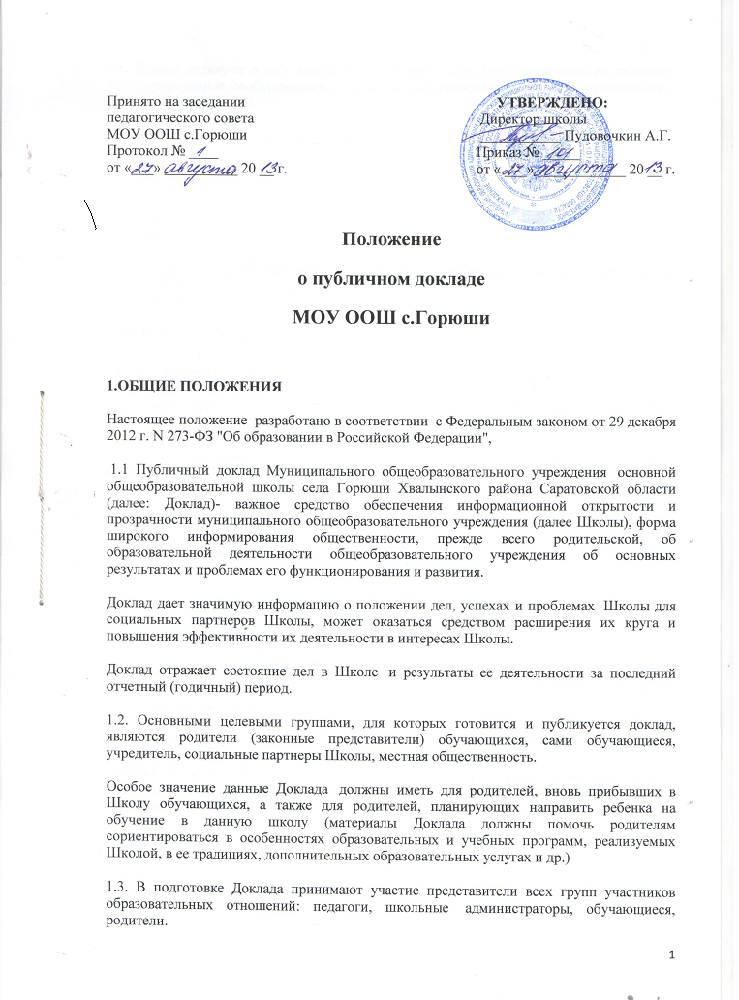 Принято на заседании
педагогического совета
МОУ ООШ с.Горюши
Протокол № 1
от «27» августа 20 13г.
УТВЕРЖДЕНО:
Директор школы
Пудовочкин А.Г.
Приказ № 101
от «27» августа 20 13 г.
Положение
о публичном докладе
МОУ ООШ с.Горюши
1.ОБЩИЕ ПОЛОЖЕНИЯ
Настоящее положение разработано в соответствии с Федеральным законом от 29 декабря
2012 г. N 273-ФЗ "Об образовании в Российской Федерации",
1.1 Публичный доклад Муниципального общеобразовательного учреждения основной
общеобразовательной школы села Горюши Хвалынского района Саратовской области
(далее: Доклад)- важное средство обеспечения информационной открытости и
прозрачности муниципального общеобразовательного учреждения (далее Школы), форма
широкого информирования общественности, прежде всего родительской, об
образовательной деятельности общеобразовательного учреждения об основных
результатах и проблемах его функционирования и развития.
Доклад дает значимую информацию о положении дел, успехах и проблемах Школы для
социальных партнеров Школы, может оказаться средством расширения их круга и
повышения эффективности их деятельности в интересах Школы.
Доклад отражает состояние дел в Школе и результаты ее деятельности за последний
отчетный (годичный) период.
1.2. Основными целевыми группами, для которых готовится и публикуется доклад,
являются родители (законные представители) обучающихся, сами обучающиеся,
учредитель, социальные партнеры Школы, местная общественность.
Особое значение данные Доклада должны иметь для родителей, вновь прибывших в
Школу обучающихся, а также для родителей, планирующих направить ребенка на
обучение в данную школу (материалы Доклада должны помочь родителям
сориентироваться в особенностях образовательных и учебных программ, реализуемых
Школой, в ее традициях, дополнительных образовательных услугах и др.)
1.3. В подготовке Доклада принимают участие представители всех групп участников
образовательных отношений: педагоги, школьные администраторы, обучающиеся,
родители.
1